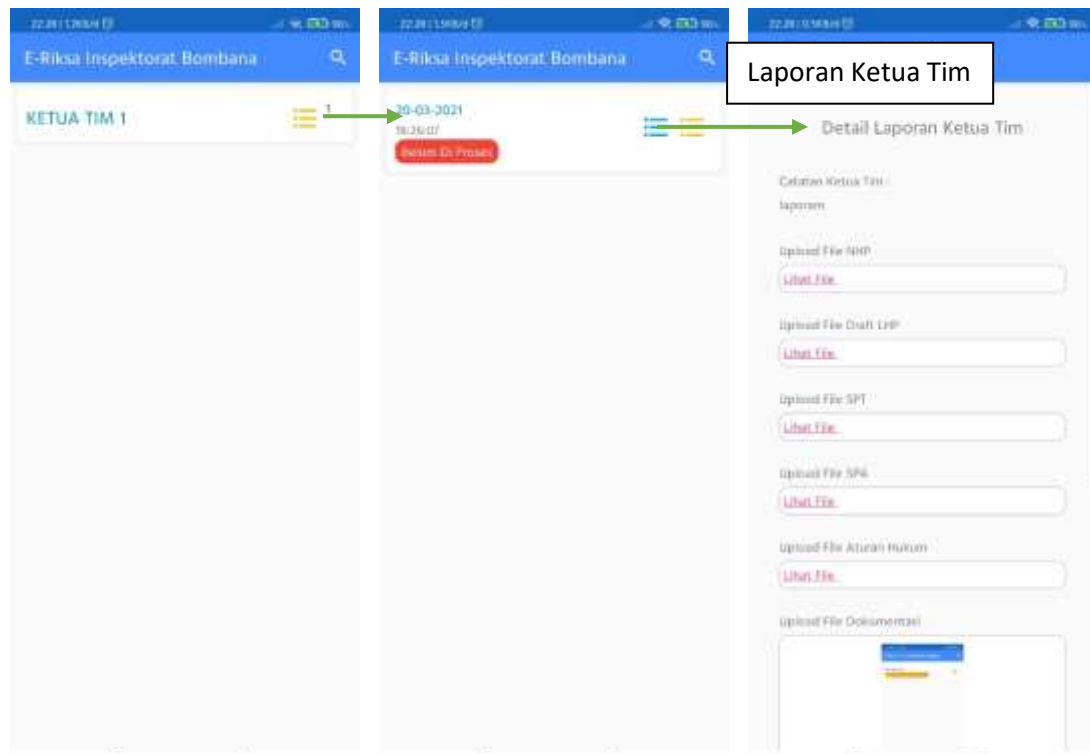 E-Riksa Inspektorat Bombana
KETUA TIM 1
1
E-Riksa Inspektorat Bombana
20-03-2021
Belum Di Proses
Laporan Ketua Tim
Detail Laporan Ketua Tim
Catatan Ketua Tim :
laporam
Upload File NHP
Lihat File
Upload File Draft LHP
Lihat File
Upload File SPT
Lihat File
Upload File SPA
Lihat File
Upload File Aturan Hukum
Lihat File
Upload File Dokumentasi